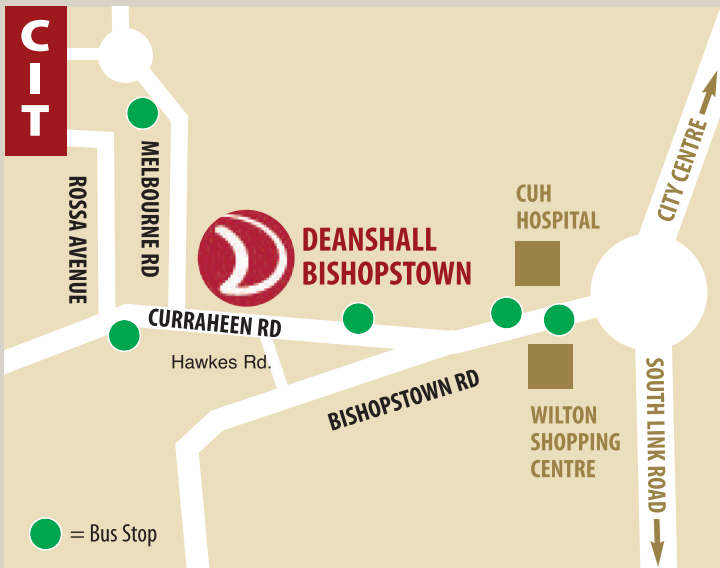 CIT
ROSSA AVENUE
MELBOURNE RD
DEANSHALL
BISHOPSTOWN
CUH
HOSPITAL
CITY CENTRE
CURRAHEEN RD
Hawkes Rd.
BISHOPSTOWN RD
WILTON
SHOPPING
CENTRE
SOUTH LINK ROAD
= Bus Stop